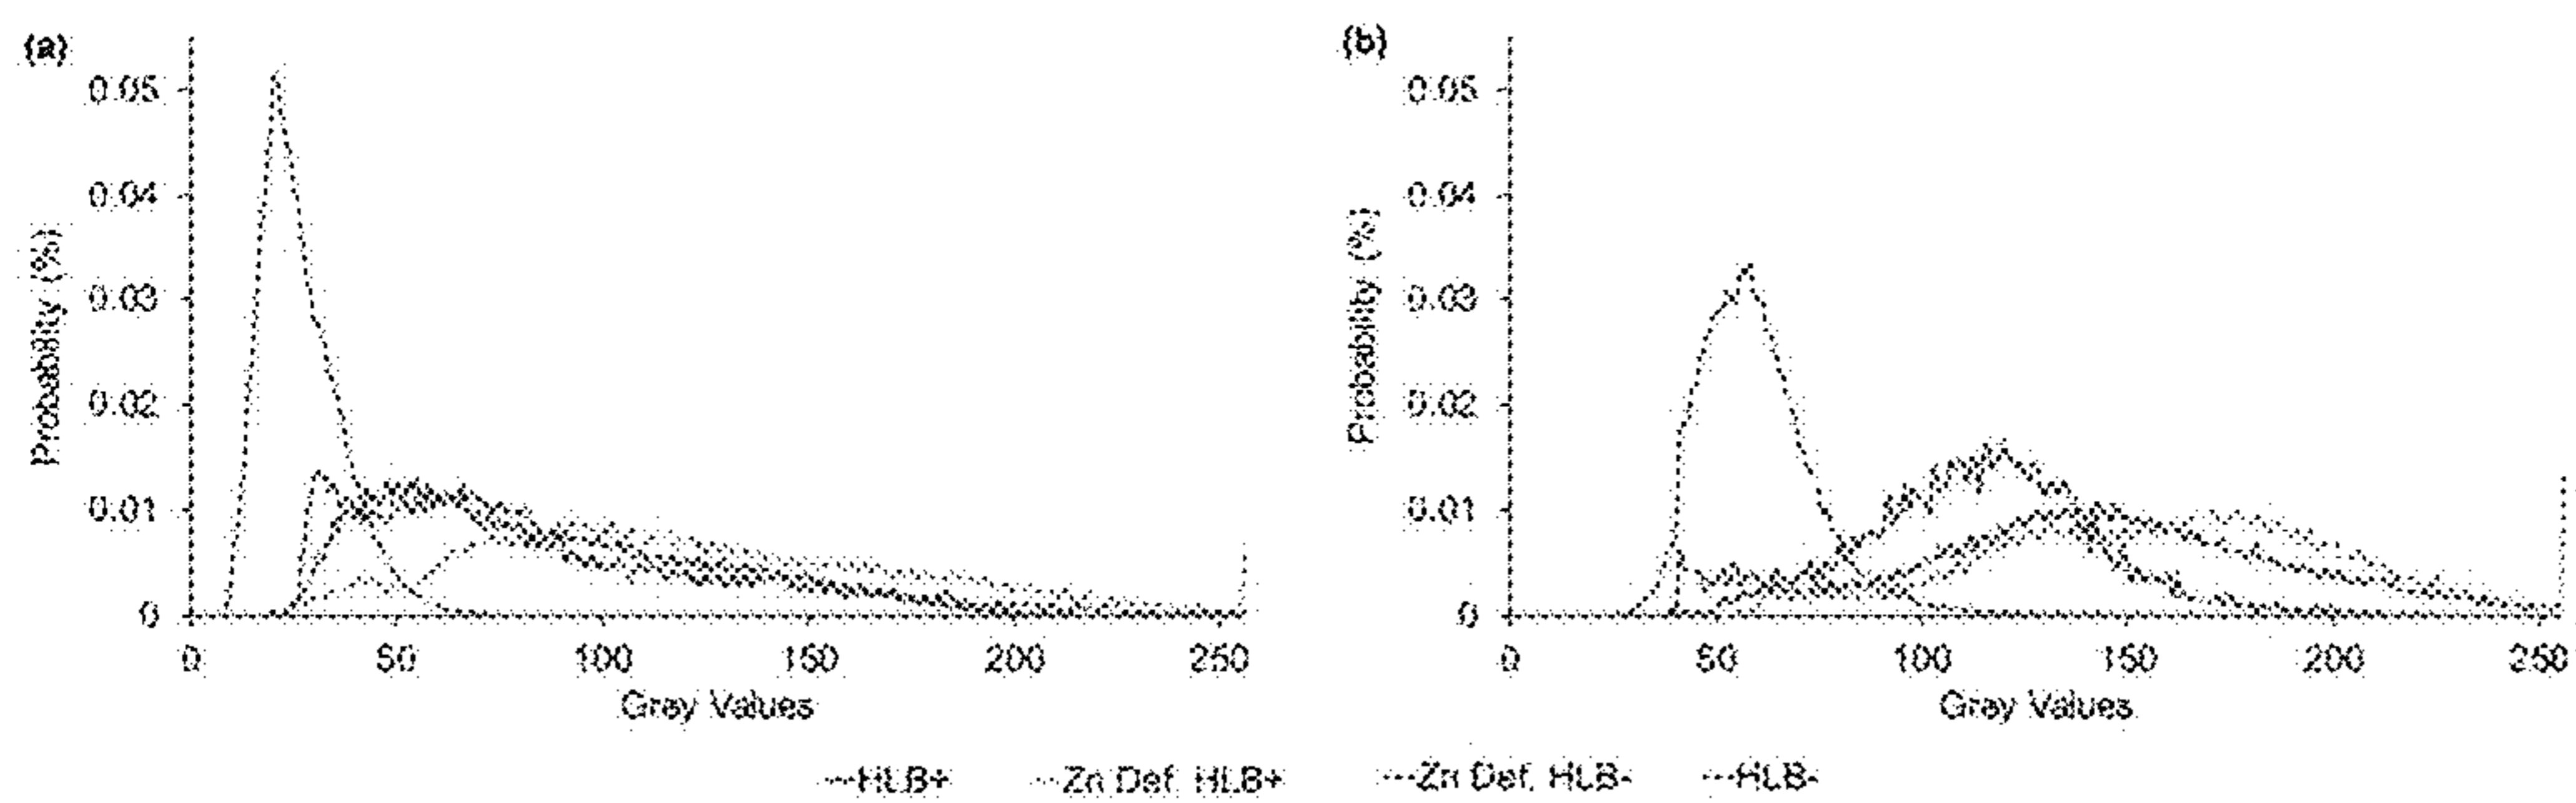 (a)
0.05
0.04
0.03
0.02
0.01
0
Probability (%)
0 50 100 150 200 250
Gray Values
(b)
0.05
0.04
0.03
0.02
0.01
0
Probability (%)
0 50 100 150 200 250
Gray Values
HLB+ Zn Def. HLB+ Zn Def. HLB- HLB-